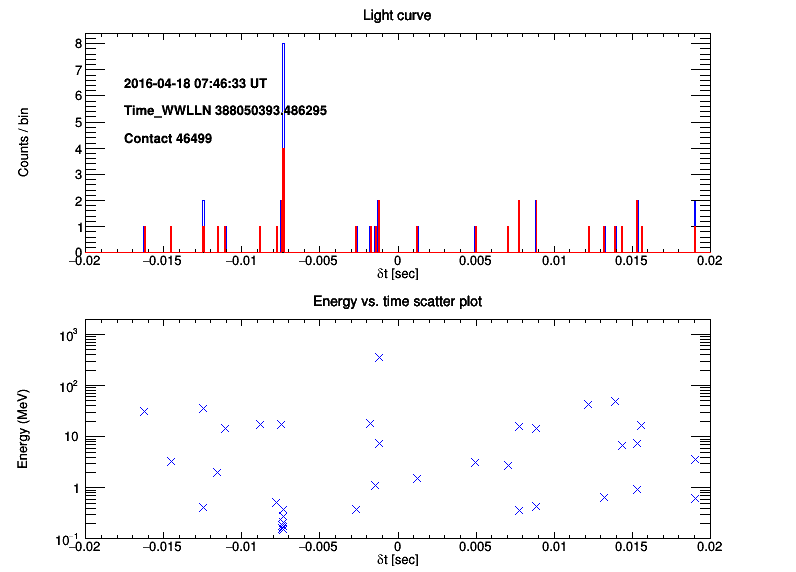 Light curve
8
7
6
5
4
3
2
1
0
Counts / bin
2016-04-18 07:46:33 UT
Time_WWLLN 388050393.486295
Contact 46499
−0.02 −0.015 −0.01 −0.005 0 0.005 0.01 0.015 0.02
δt [sec]
Energy vs. time scatter plot
10³
10²
10
1
10⁻¹
Energy (MeV)
−0.02 −0.015 −0.01 −0.005 0 0.005 0.01 0.015 0.02
δt [sec]